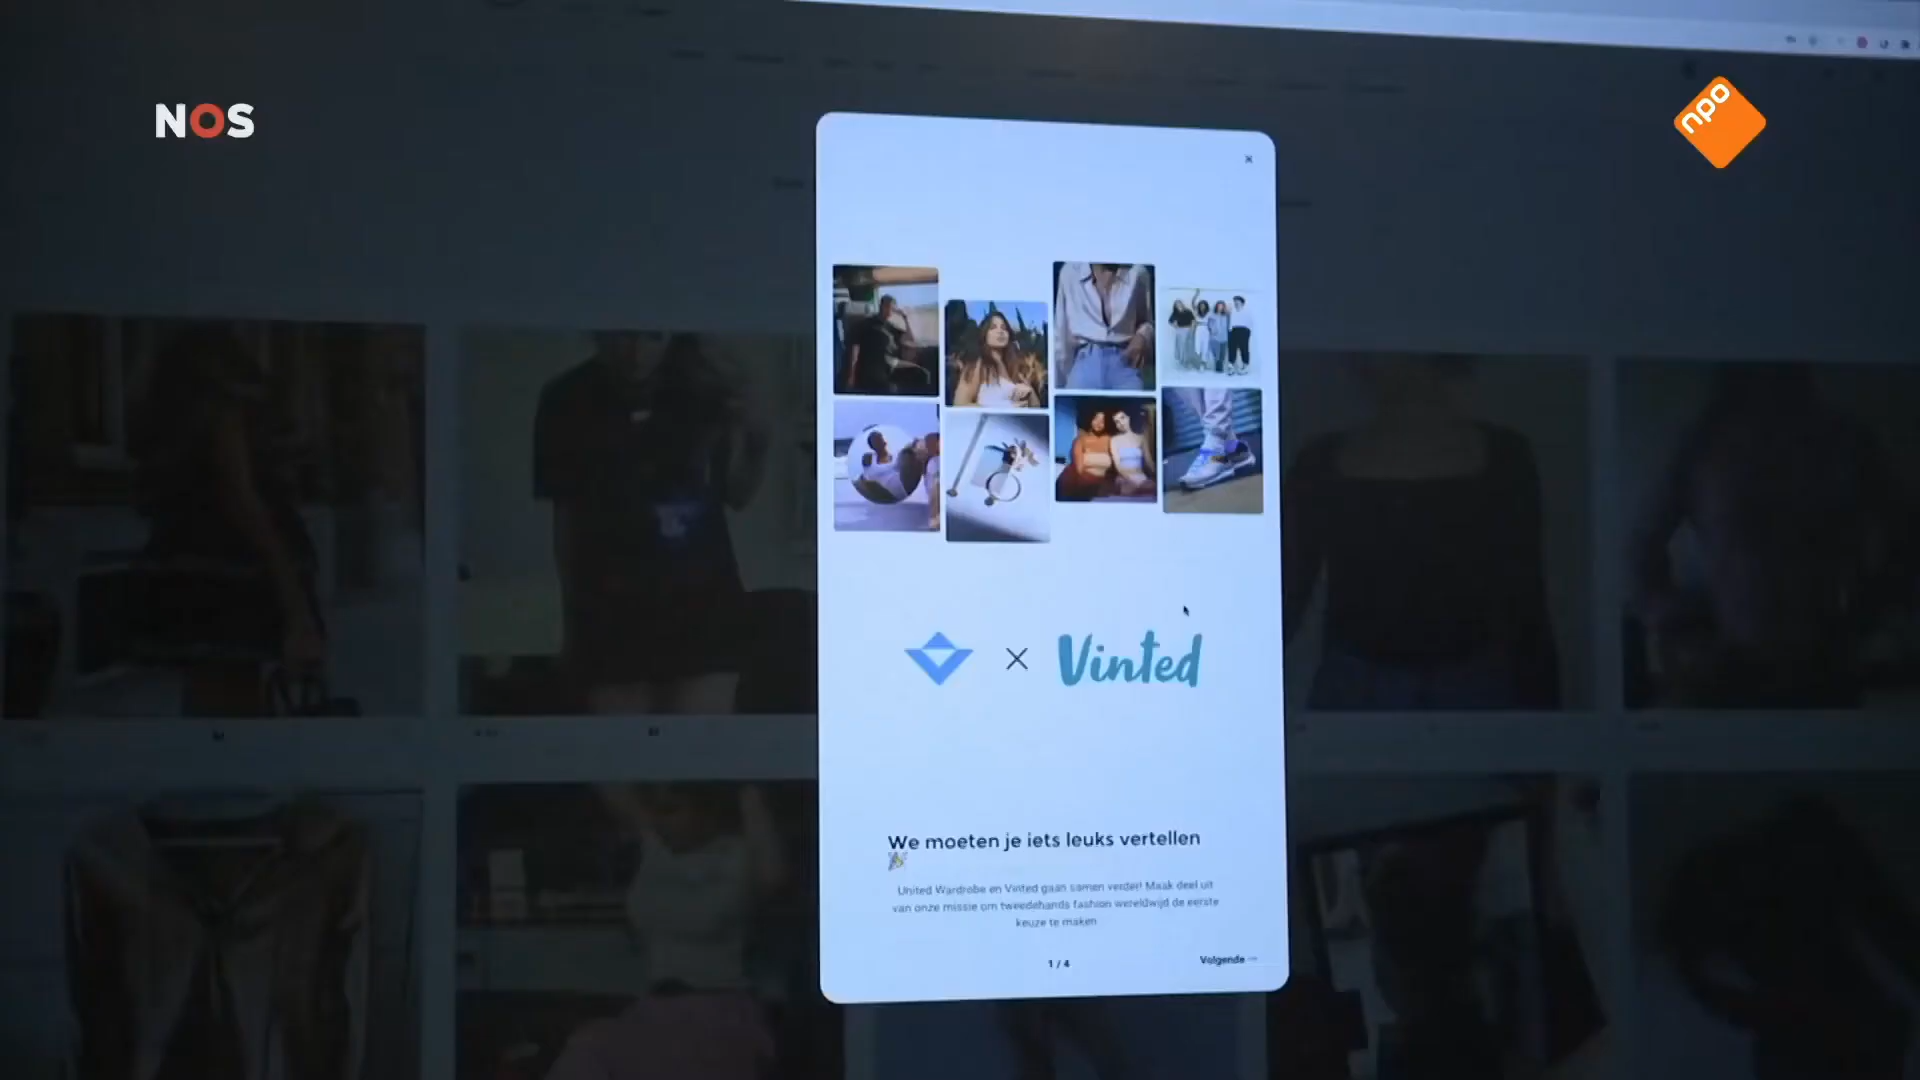 NOS
npo
Vinted
We moeten je iets leuks vertellen
United Wardrobe en Vinted gaan samen verder! Maak deel uit
van onze missie om tweedehands fashion wereldwijd de eerste
keuze te maken
1 / 4
Volgende